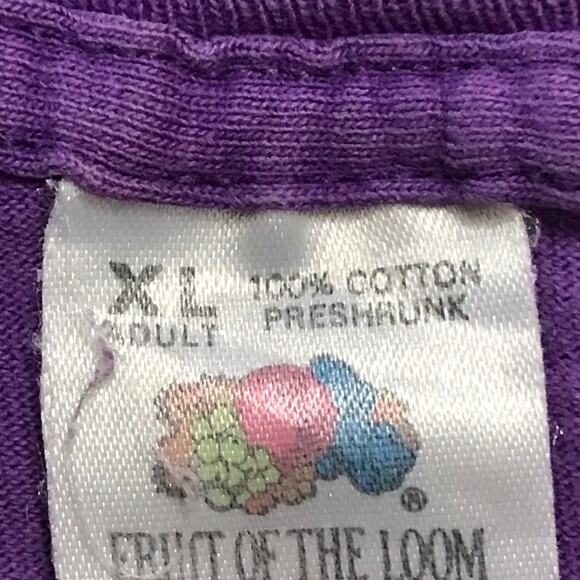 XL 100% COTTON
ADULT PRESHRUNK
®
FRUIT OF THE LOOM